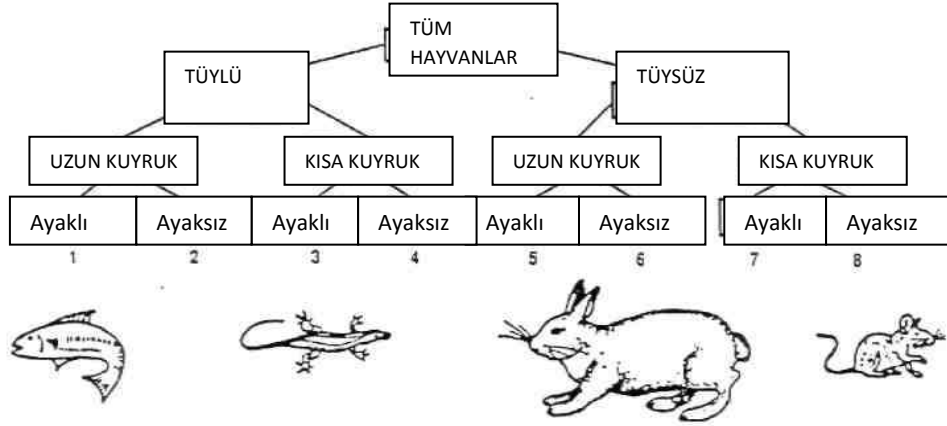 TÜM
HAYVANLAR
TÜYLÜ
TÜYSÜZ
UZUN KUYRUK
KISA KUYRUK
UZUN KUYRUK
KISA KUYRUK
Ayaklı
Ayaksız
Ayaklı
Ayaksız
Ayaklı
Ayaksız
Ayaklı
Ayaksız
1
2
3
4
5
6
7
8